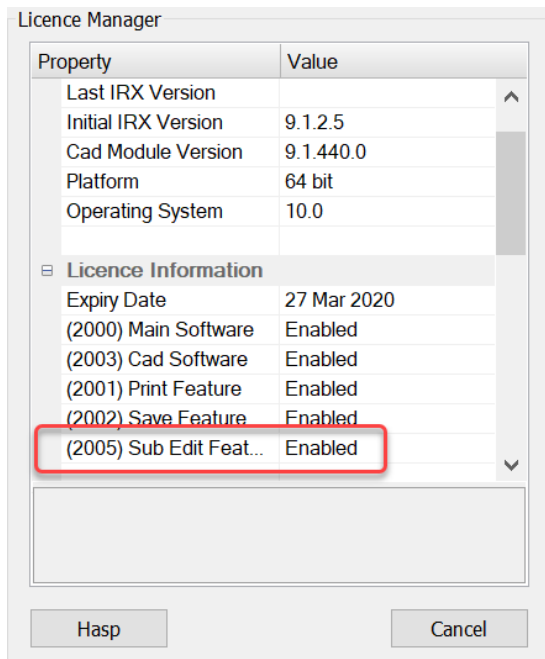 Licence Manager
Property Value
Last IRX Version
Initial IRX Version 9.1.2.5
Cad Module Version 9.1.440.0
Platform 64 bit
Operating System 10.0
Licence Information
Expiry Date 27 Mar 2020
(2000) Main Software Enabled
(2003) Cad Software Enabled
(2001) Print Feature Enabled
(2002) Save Feature Enabled
(2005) Sub Edit Feat... Enabled
Hasp Cancel